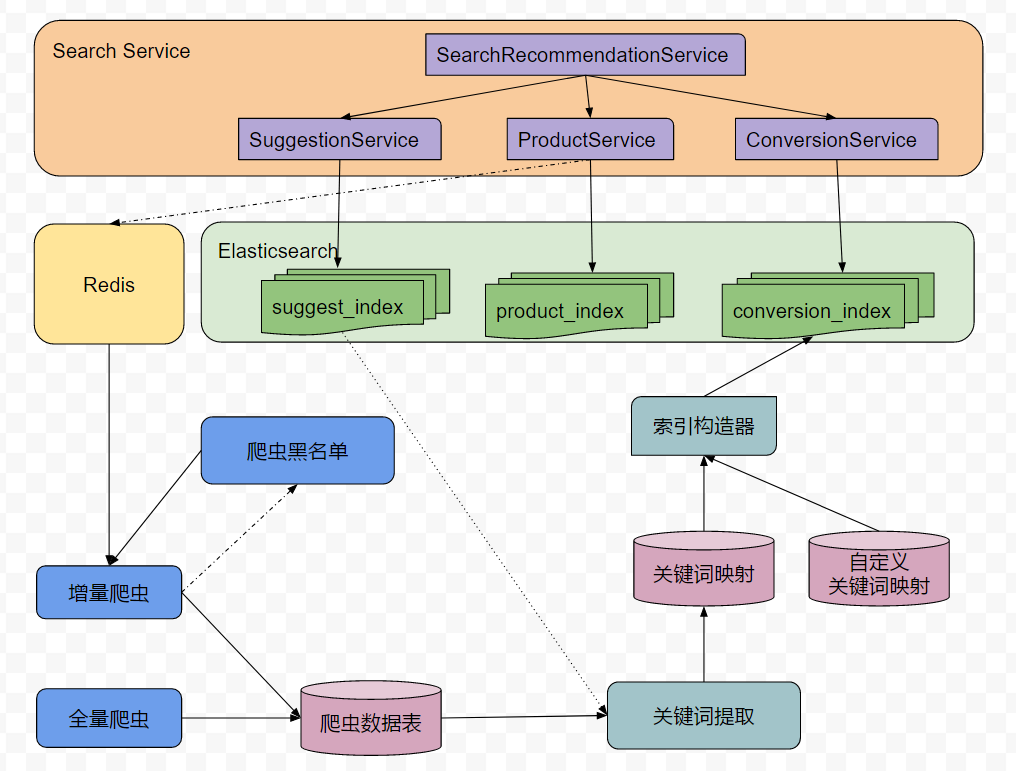 Search Service
SearchRecommendationService
SuggestionService
ProductService
ConversionService
Redis
Elasticsearch
suggest_index
product_index
conversion_index
爬虫黑名单
索引构造器
增量爬虫
关键词映射
自定义
关键词映射
全量爬虫
爬虫数据表
关键词提取